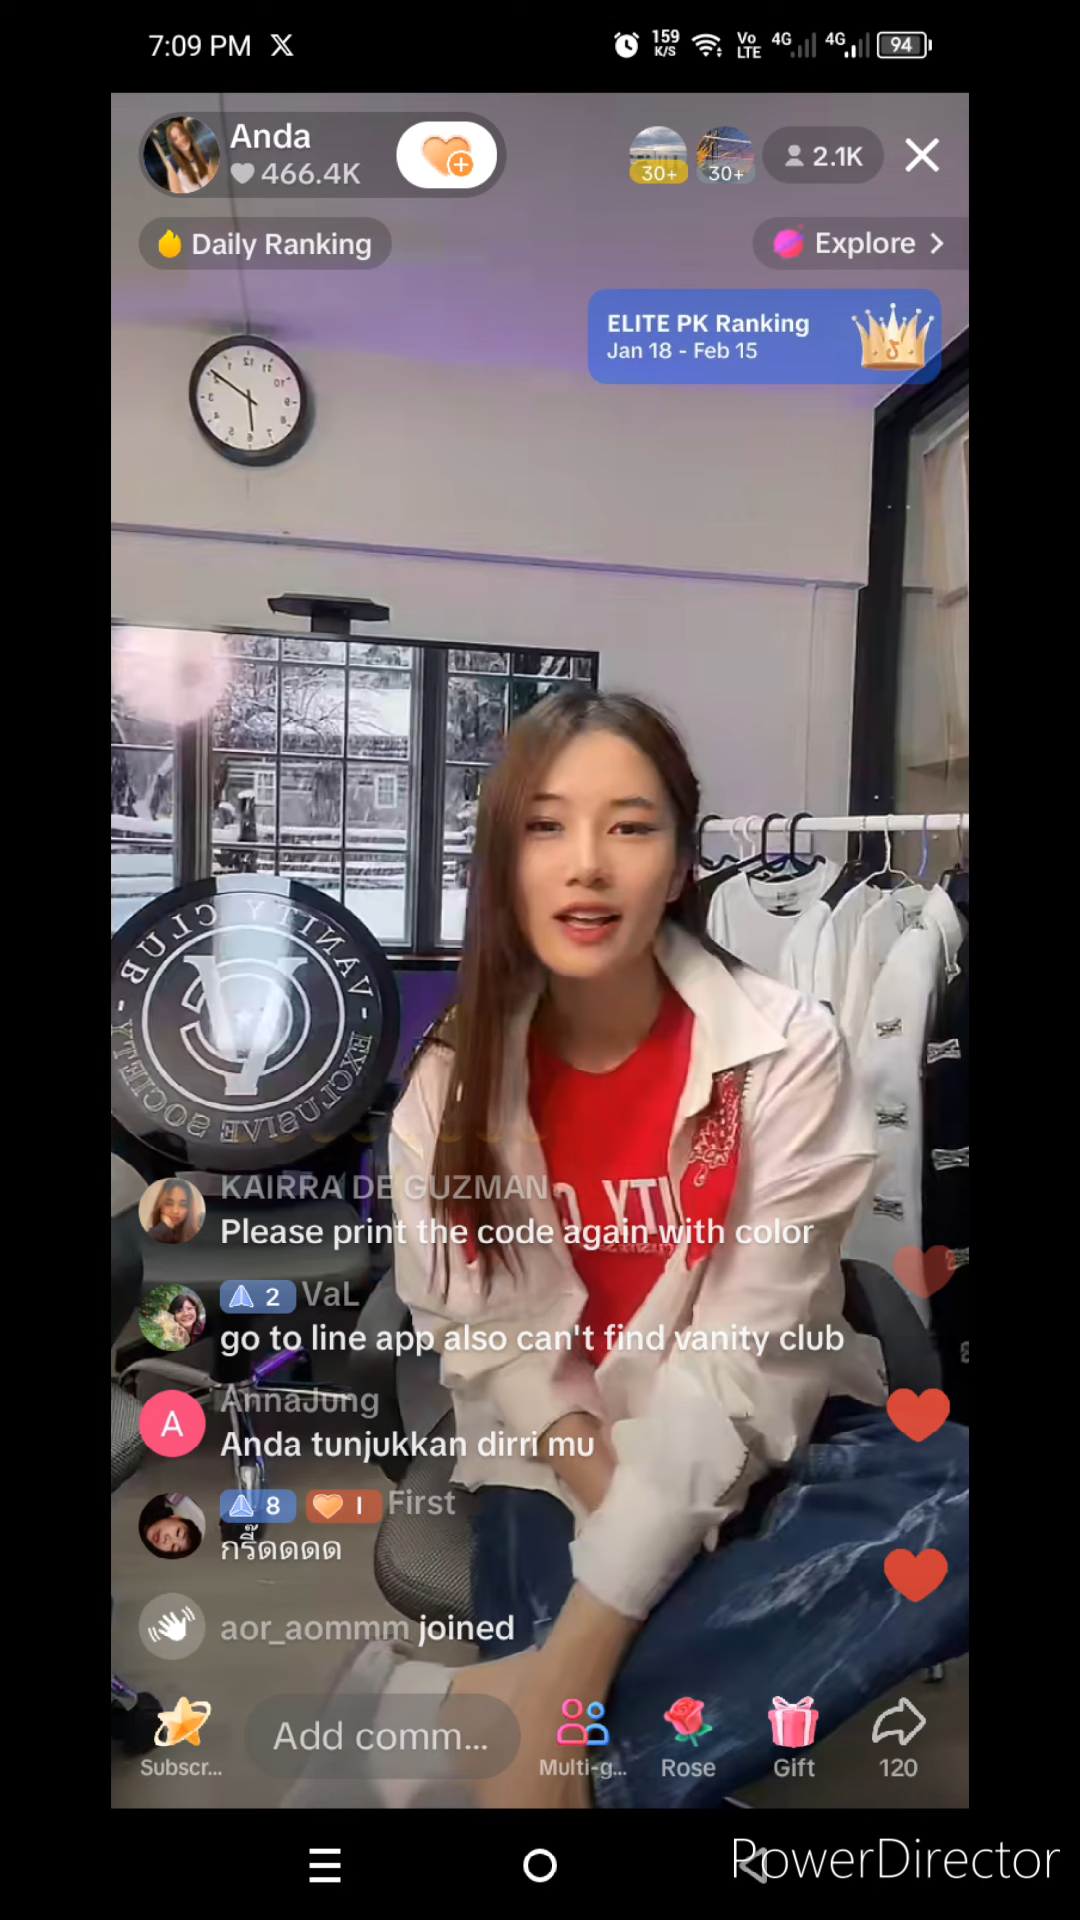 7:09 PM X
159 K/S Vo LTE 4G 4G 94
Anda
466.4K
30+ 30+ 2.1K
Daily Ranking
Explore
ELITE PK Ranking
Jan 18 - Feb 15
VANITY CLUB - EXCLUSIVE SOCIETY -
KAIRRA DE GUZMAN
Please print the code again with color
2 VaL
go to line app also can't find vanity club
AnnaJung
A
Anda tunjukkan dirri mu
8 I First
กรี๊ดดดด
aor_aommm joined
Subscr...
Add comm...
Multi-g...
Rose
Gift
120
PowerDirector